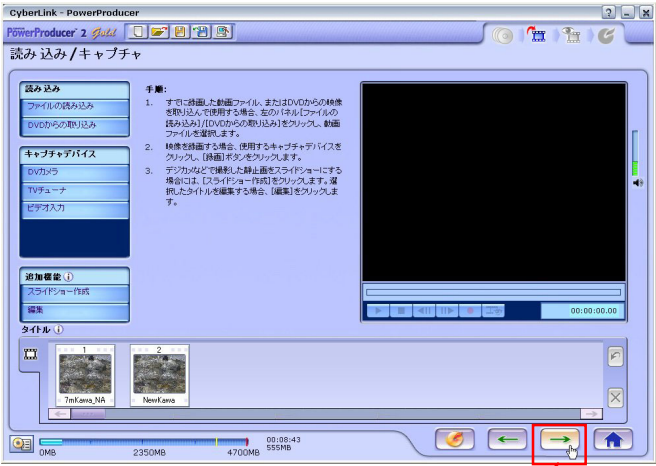 CyberLink - PowerProducer
PowerProducer 2 Gold
読み込み/キャプチャ
読み込み
ファイルの読み込み
DVDからの取り込み
キャプチャデバイス
DVカメラ
TVチューナ
ビデオ入力
追加機能
スライドショー作成
編集
手順:
1. すでに録画した動画ファイル、またはDVDからの映像
を取り込んで使用する場合、左のパネル[ファイルの
読み込み]/[DVDからの取り込み]をクリックし、動画
ファイルを選択します。
2. 映像を録画する場合、使用するキャプチャデバイスを
クリックし、[録画]ボタンをクリックします。
3. デジカメなどで撮影した静止画をスライドショーにする
場合には、[スライドショー作成]をクリックします。選
択したタイトルを編集する場合、[編集]をクリックしま
す。
00:00:00.00
タイトル
1
2
7mKawa_NA
NewKawa
0MB
2350MB
4700MB
00:08:43
555MB